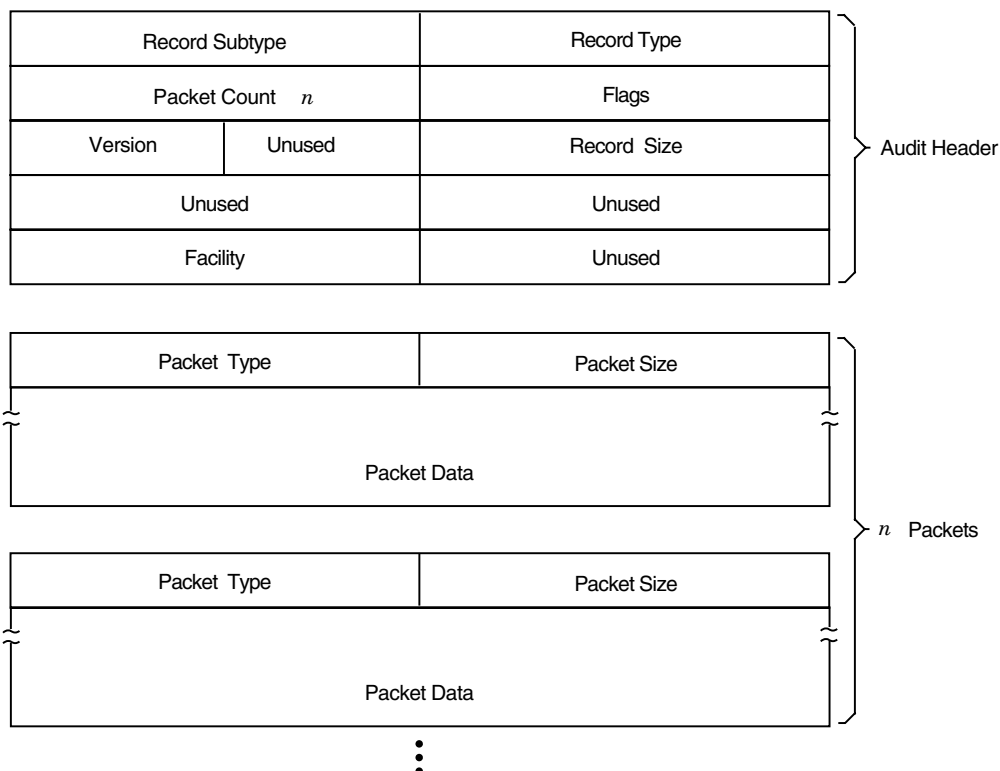 Record Subtype Record Type
Packet Count n Flags
Version Unused Record Size
Audit Header
Unused Unused
Facility Unused
Packet Type Packet Size
Packet Data
n Packets
Packet Type Packet Size
Packet Data